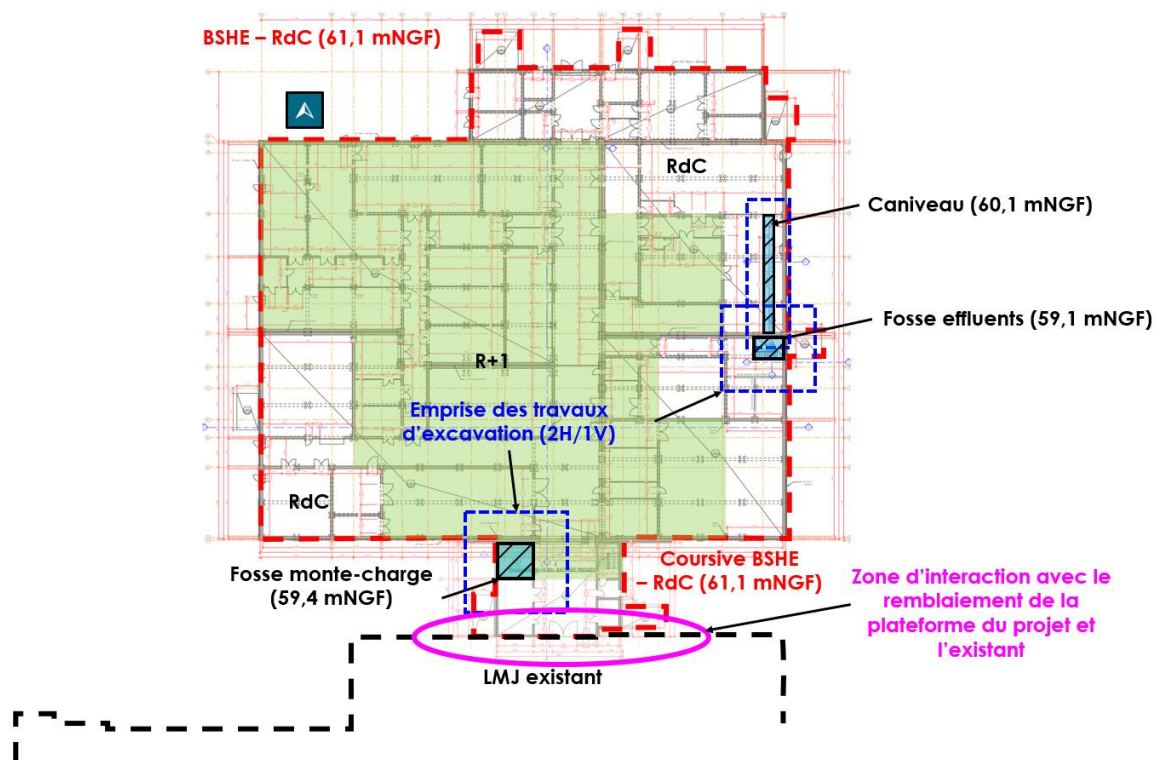 BSHE – RdC (61,1 mNGF)
RdC
Caniveau (60,1 mNGF)
Fosse effluents (59,1 mNGF)
R+1
Emprise des travaux
d’excavation (2H/1V)
RdC
Fosse monte-charge
(59,4 mNGF)
Coursive BSHE
– RdC (61,1 mNGF)
Zone d’interaction avec le
remblaiement de la
plateforme du projet et
l’existant
LMJ existant